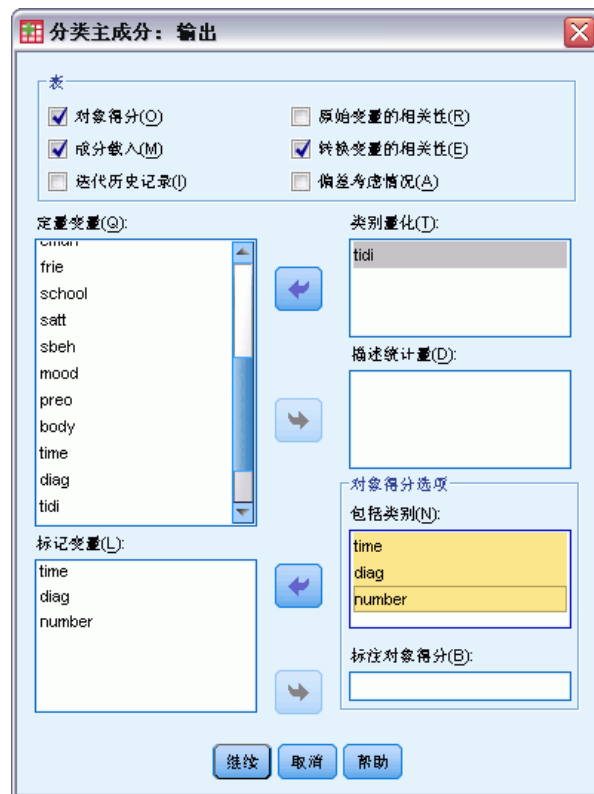 分类主成分：输出
表
对象得分(O)
原始变量的相关性(R)
成分载入(M)
转换变量的相关性(E)
迭代历史记录(I)
偏差考虑情况(A)
定量变量(Q):
frie
school
satt
sbeh
mood
preo
body
time
diag
tidi
类别量化(T):
tidi
描述统计量(D):
对象得分选项
包括类别(N):
time
diag
number
标记变量(L):
time
diag
number
标注对象得分(B):
继续
取消
帮助